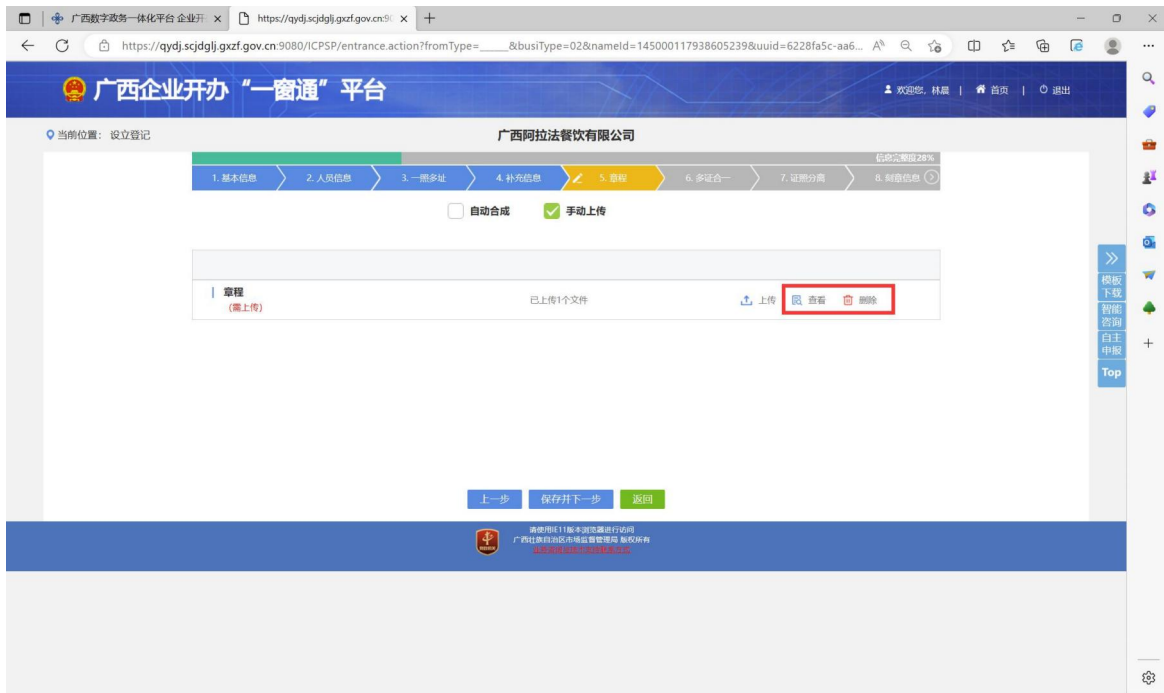 广西数字政务一体化平台 企业开
https://qydj.scjdglj.gxzf.gov.cn:90
https://qydj.scjdglj.gxzf.gov.cn:9080/ICPSP/entrance.action?fromType=_____&busiType=02&nameId=145000117938605239&uuid=6228fa5c-aa6...
广西企业开办“一窗通”平台
欢迎您, 林晨 | 首页 | 退出
当前位置: 设立登记
广西阿拉法餐饮有限公司
信息完整度28%
1. 基本信息 2. 人员信息 3. 一照多址 4. 补充信息 5. 章程 6. 多证合一 7. 证照分离 8. 刻章信息
自动合成 手动上传
章程
(需上传)
已上传1个文件
上传 查看 删除
模板
下载
智能
咨询
自主
申报
Top
上一步 保存并下一步 返回
请使用IE11版本浏览器进行访问
广西壮族自治区市场监督管理局 版权所有